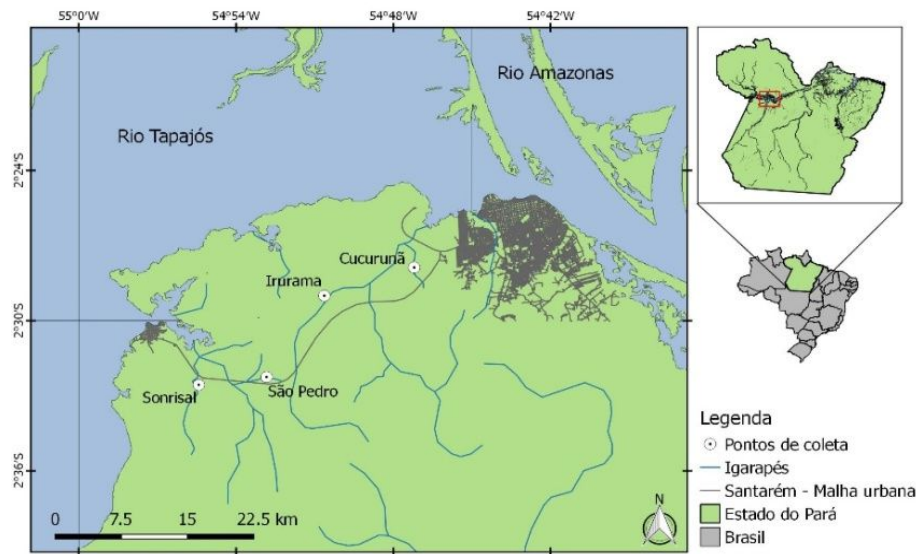 55°0'W
54°54'W
54°48'W
54°42'W
Rio Amazonas
Rio Tapajós
2°24'S
Cucurunã
Irurama
2°30'S
São Pedro
Sonrisal
2°36'S
N
0 7.5 15 22.5 km
Legenda
Pontos de coleta
Igarapés
Santarém - Malha urbana
Estado do Pará
Brasil